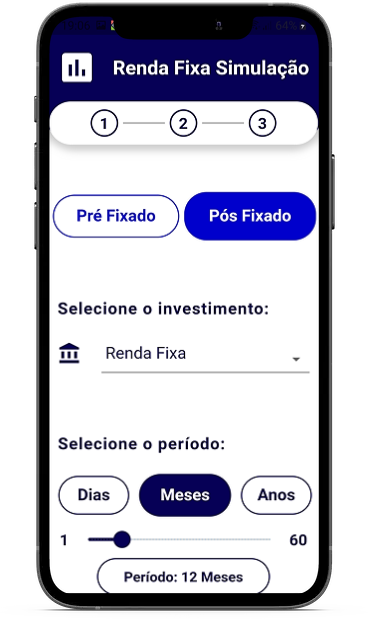 64%
Renda Fixa Simulação
1 2 3
Pré Fixado Pós Fixado
Selecione o investimento:
Renda Fixa
Selecione o período:
Dias Meses Anos
1 60
Período: 12 Meses